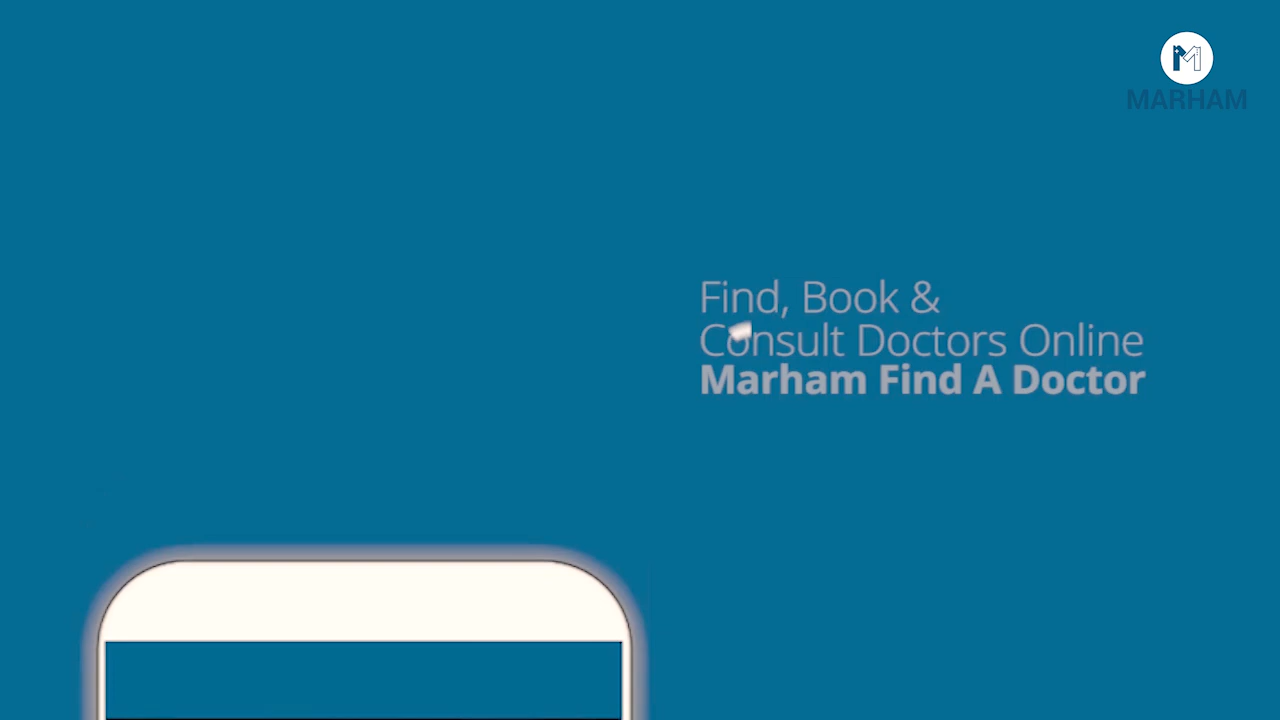 MARHAM
Find, Book &
Consult Doctors Online
Marham Find A Doctor